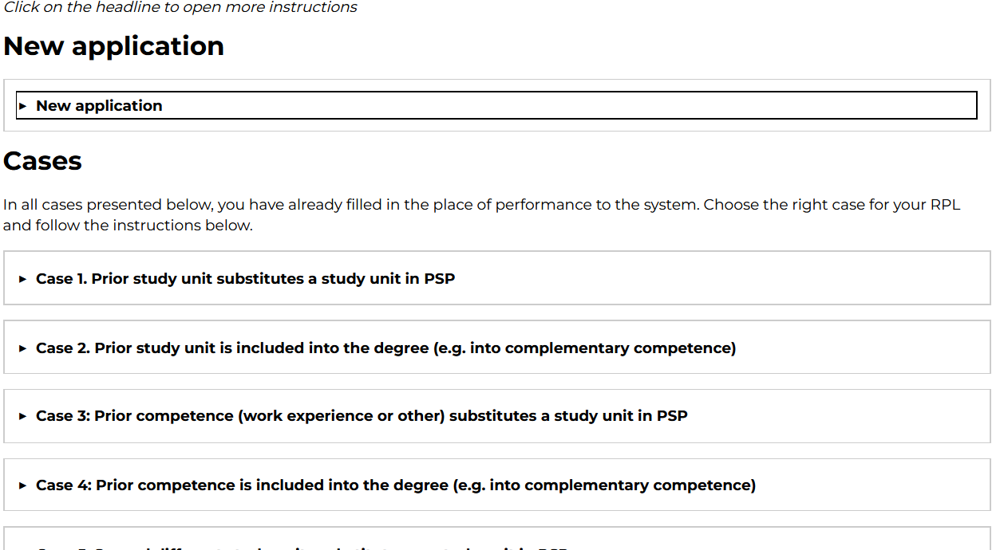 Click on the headline to open more instructions
New application
New application
Cases
In all cases presented below, you have already filled in the place of performance to the system. Choose the right case for your RPL
and follow the instructions below.
Case 1. Prior study unit substitutes a study unit in PSP
Case 2. Prior study unit is included into the degree (e.g. into complementary competence)
Case 3: Prior competence (work experience or other) substitutes a study unit in PSP
Case 4: Prior competence is included into the degree (e.g. into complementary competence)